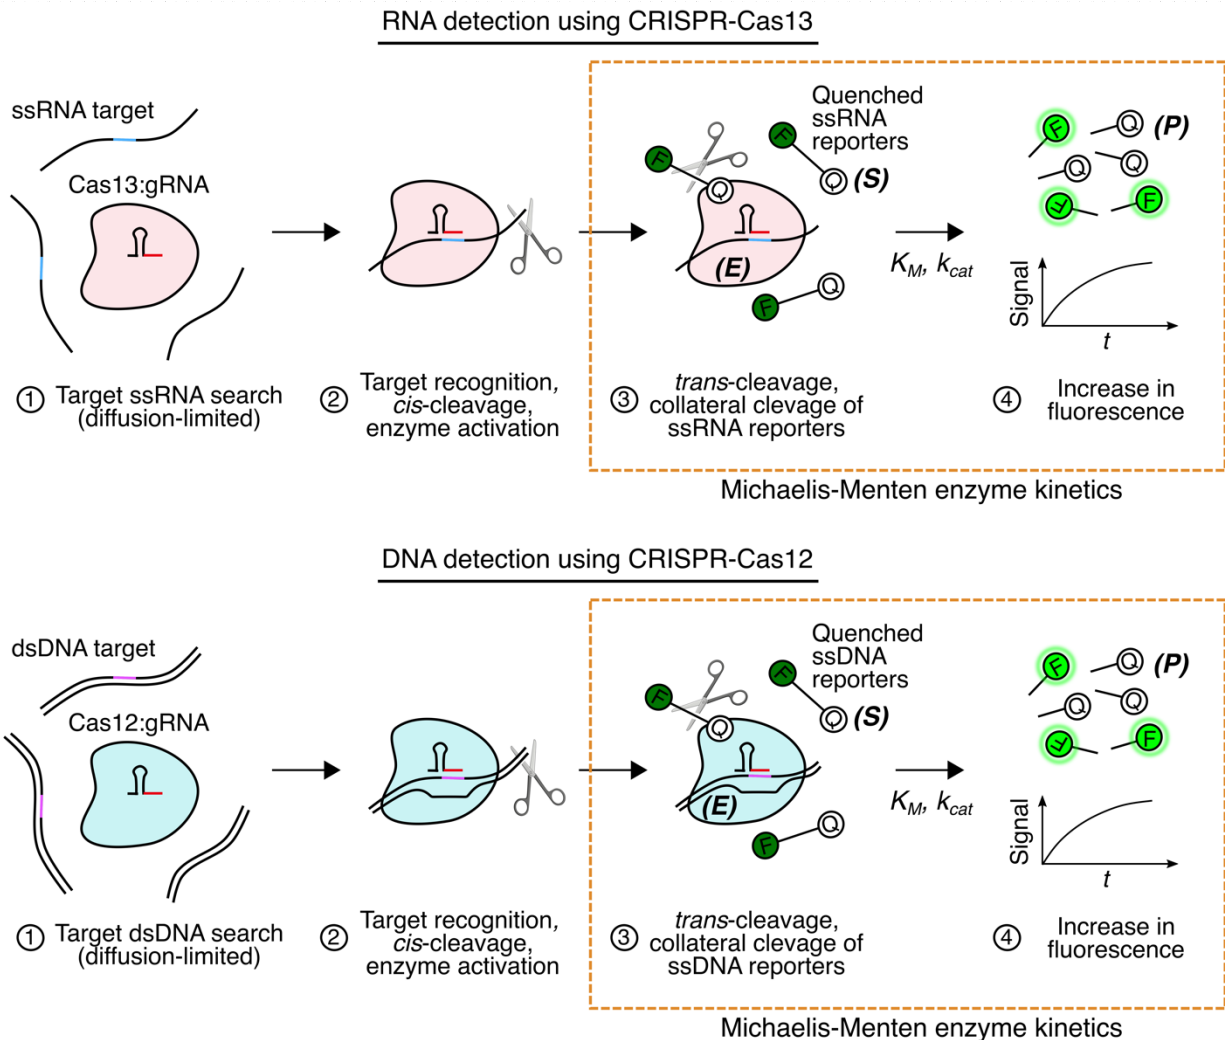 RNA detection using CRISPR-Cas13
ssRNA target
Cas13:gRNA
Quenched
ssRNA
reporters
F
Q
F
Q
(S)
(E)
F
Q
K_M, k_cat
F
Q
(P)
Q
Q
F
F
Signal
t
1 Target ssRNA search
(diffusion-limited)
2 Target recognition,
cis-cleavage,
enzyme activation
3 trans-cleavage,
collateral clevage of
ssRNA reporters
4 Increase in
fluorescence
Michaelis-Menten enzyme kinetics
DNA detection using CRISPR-Cas12
dsDNA target
Cas12:gRNA
Quenched
ssDNA
reporters
F
Q
F
Q
(S)
(E)
F
Q
K_M, k_cat
F
Q
(P)
Q
Q
F
F
Signal
t
1 Target dsDNA search
(diffusion-limited)
2 Target recognition,
cis-cleavage,
enzyme activation
3 trans-cleavage,
collateral clevage of
ssDNA reporters
4 Increase in
fluorescence
Michaelis-Menten enzyme kinetics